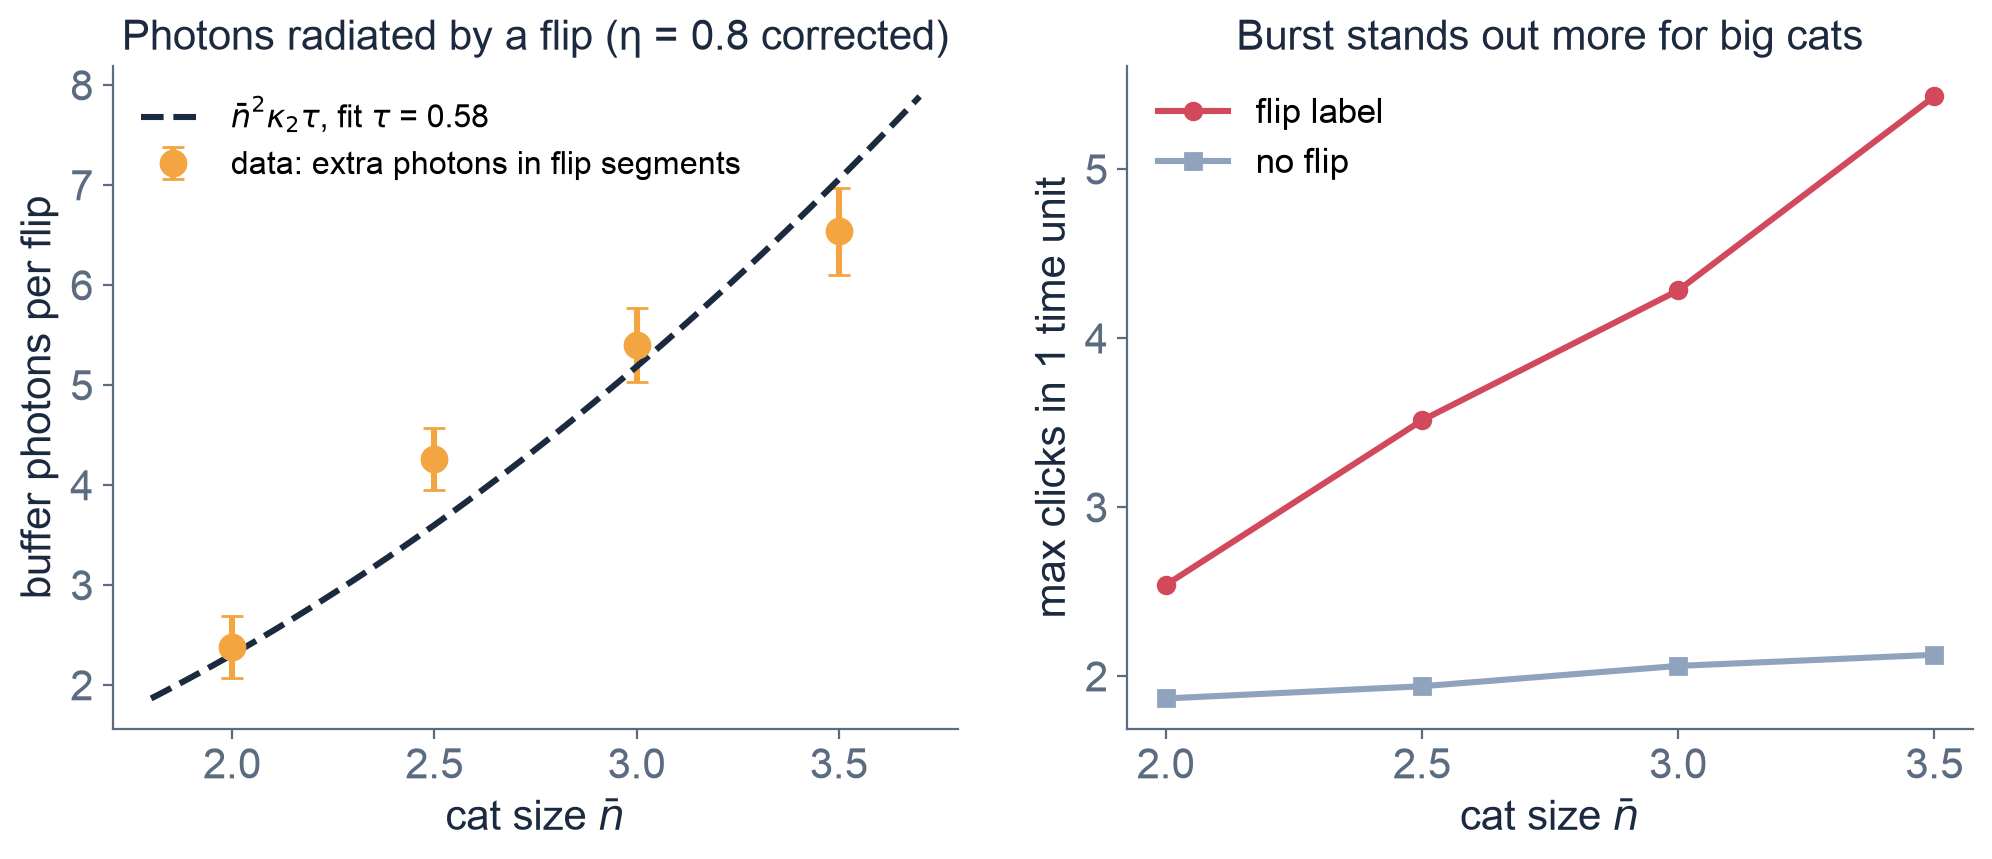 Photons radiated by a flip (η = 0.8 corrected)
n̄²κ₂τ, fit τ = 0.58
data: extra photons in flip segments
buffer photons per flip
8
7
6
5
4
3
2
2.0 2.5 3.0 3.5
cat size n̄
Burst stands out more for big cats
flip label
no flip
max clicks in 1 time unit
5
4
3
2
2.0 2.5 3.0 3.5
cat size n̄